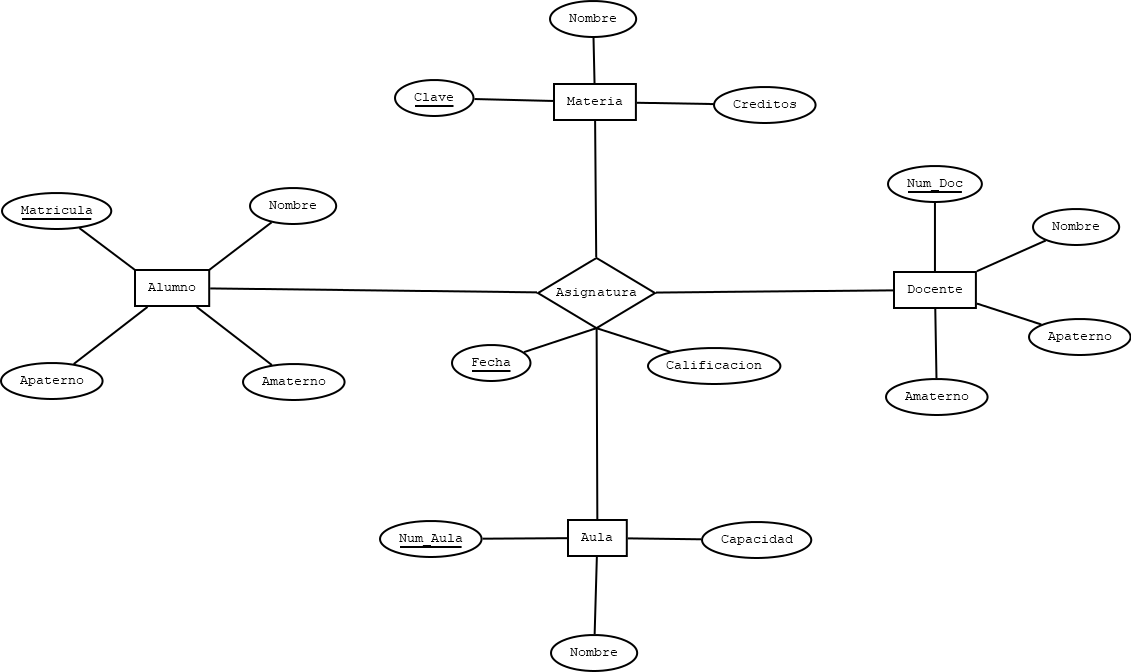 Nombre
Clave
Materia
Creditos
Num_Doc
Matricula
Nombre
Nombre
Alumno
Asignatura
Docente
Fecha
Calificacion
Apaterno
Apaterno
Amaterno
Amaterno
Num_Aula
Aula
Capacidad
Nombre